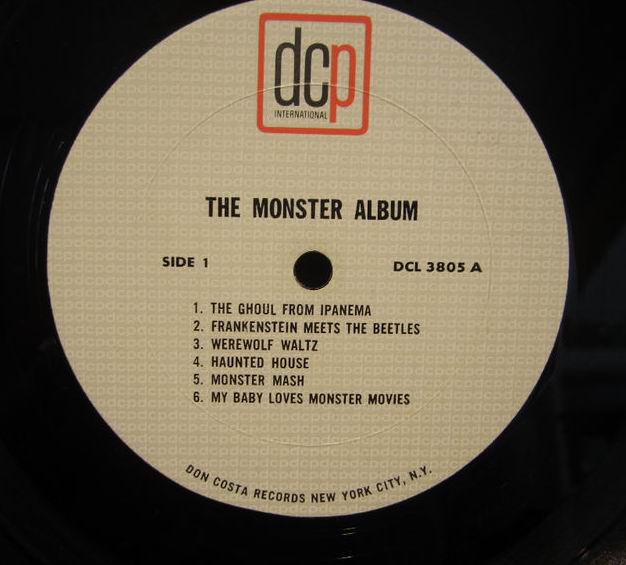 dcp
INTERNATIONAL
THE MONSTER ALBUM
SIDE 1
DCL 3805 A
1. THE GHOUL FROM IPANEMA
2. FRANKENSTEIN MEETS THE BEETLES
3. WEREWOLF WALTZ
4. HAUNTED HOUSE
5. MONSTER MASH
6. MY BABY LOVES MONSTER MOVIES
DON COSTA RECORDS NEW YORK CITY, N.Y.